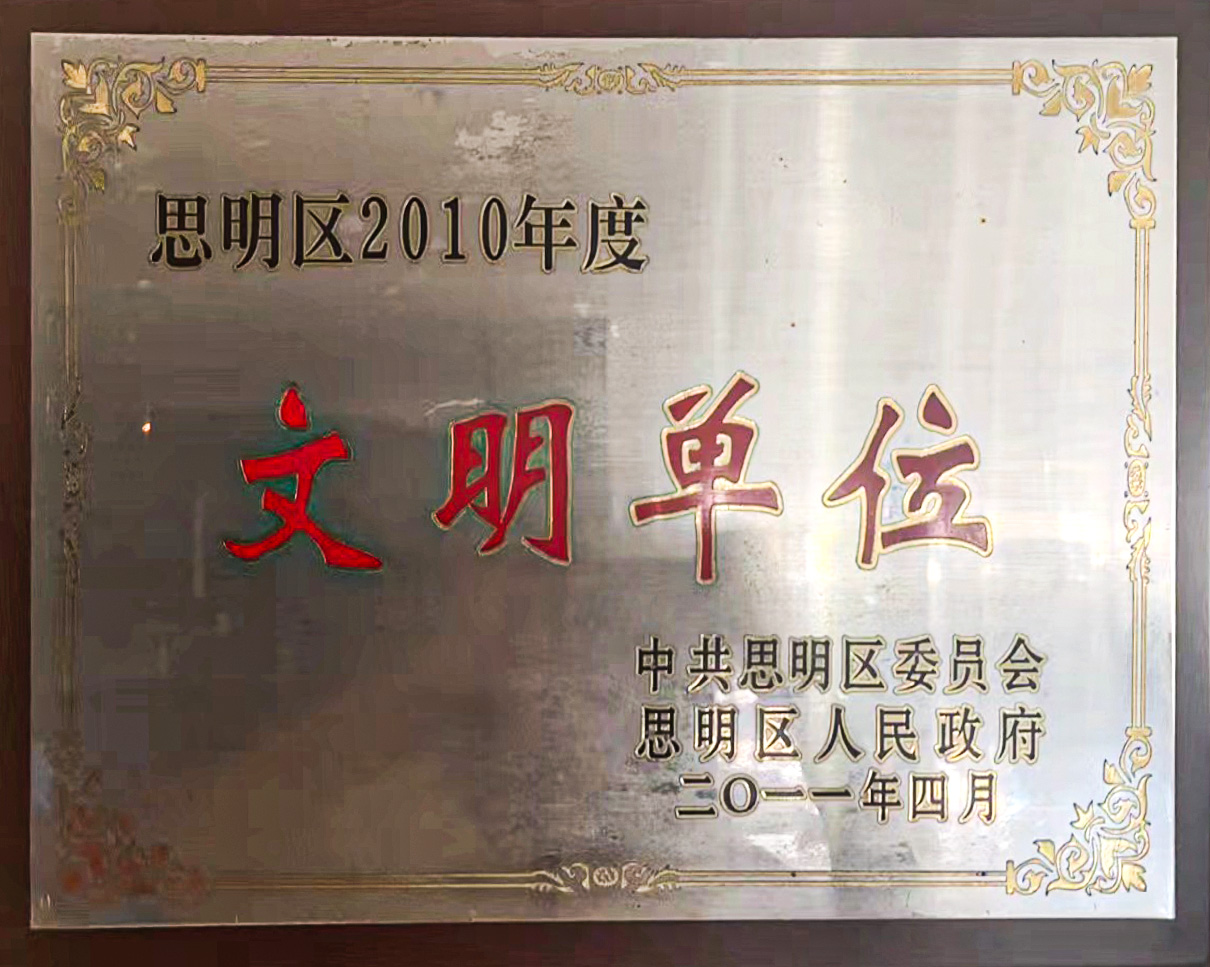 思明区2010年度
文明单位
中共思明区委员会
思明区人民政府
二〇一一年四月